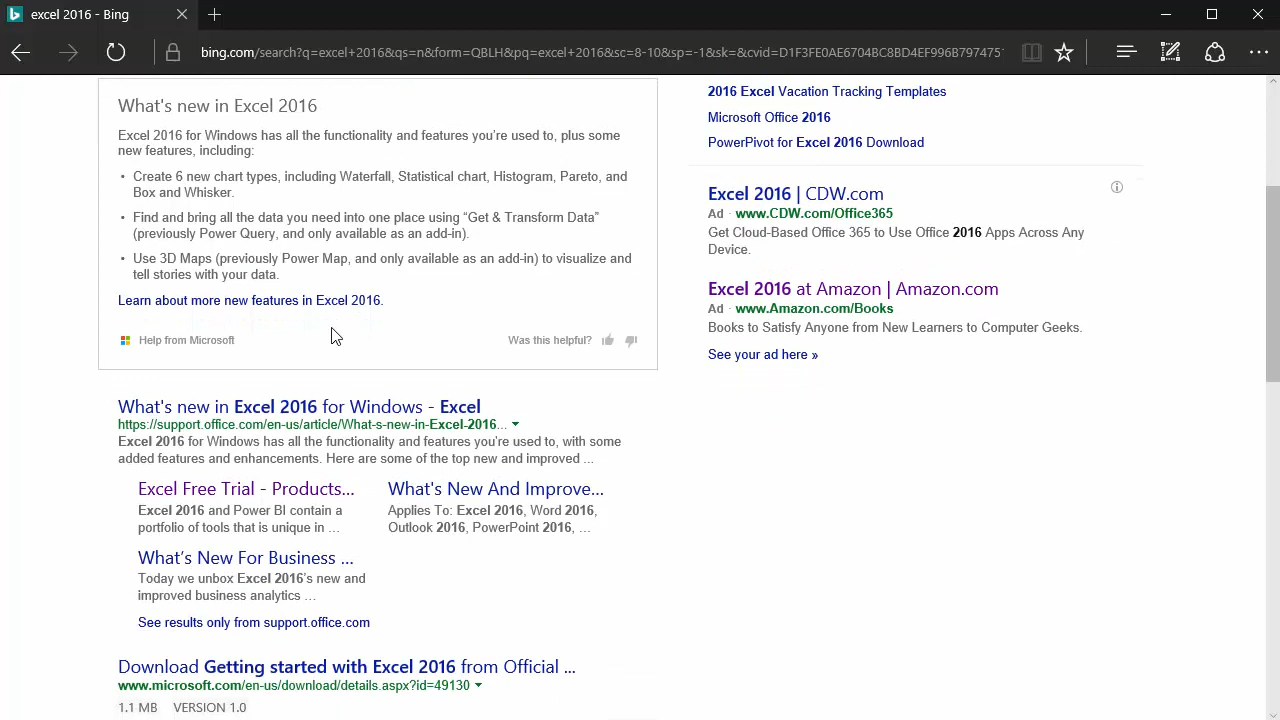 excel 2016 - Bing
bing.com/search?q=excel+2016&qs=n&form=QBLH&pq=excel+2016&sc=8-10&sp=-1&sk=&cvid=D1F3FE0AE6704BC8BD4EF996B797475
What's new in Excel 2016
Excel 2016 for Windows has all the functionality and features you're used to, plus some
new features, including:
• Create 6 new chart types, including Waterfall, Statistical chart, Histogram, Pareto, and
Box and Whisker.
• Find and bring all the data you need into one place using “Get & Transform Data”
(previously Power Query, and only available as an add-in).
• Use 3D Maps (previously Power Map, and only available as an add-in) to visualize and
tell stories with your data.
Learn about more new features in Excel 2016.
Help from Microsoft
Was this helpful?
What's new in Excel 2016 for Windows - Excel
https://support.office.com/en-us/article/What-s-new-in-Excel-2016...
Excel 2016 for Windows has all the functionality and features you're used to, with some
added features and enhancements. Here are some of the top new and improved ...
Excel Free Trial - Products...
Excel 2016 and Power BI contain a
portfolio of tools that is unique in ...
What's New And Improve...
Applies To: Excel 2016, Word 2016,
Outlook 2016, PowerPoint 2016, ...
What's New For Business ...
Today we unbox Excel 2016's new and
improved business analytics ...
See results only from support.office.com
Download Getting started with Excel 2016 from Official ...
www.microsoft.com/en-us/download/details.aspx?id=49130
1.1 MB VERSION 1.0
2016 Excel Vacation Tracking Templates
Microsoft Office 2016
PowerPivot for Excel 2016 Download
Excel 2016 | CDW.com
Ad · www.CDW.com/Office365
Get Cloud-Based Office 365 to Use Office 2016 Apps Across Any
Device.
Excel 2016 at Amazon | Amazon.com
Ad · www.Amazon.com/Books
Books to Satisfy Anyone from New Learners to Computer Geeks.
See your ad here »